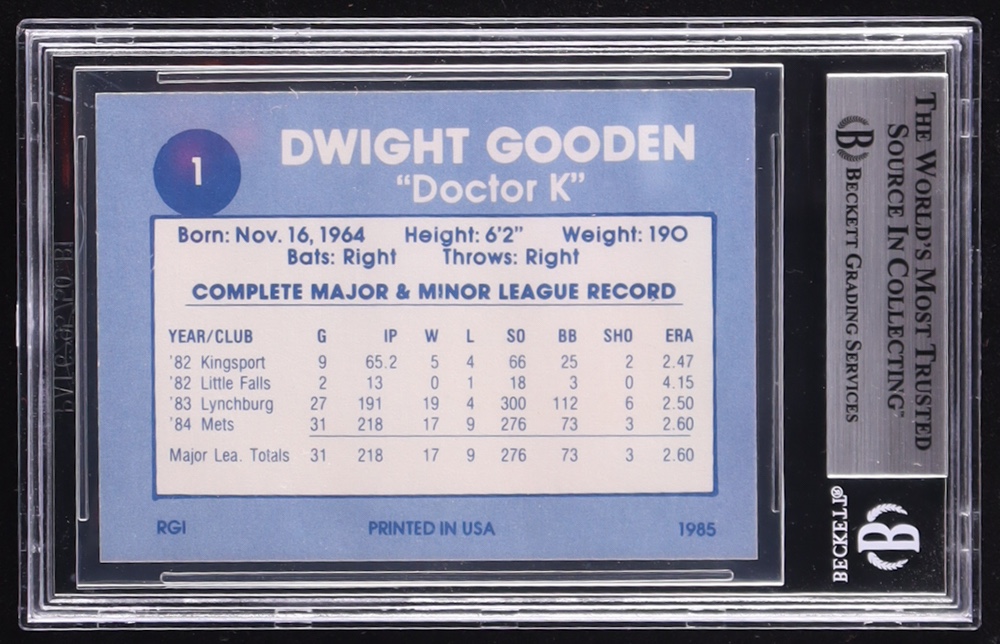 1
DWIGHT GOODEN
“Doctor K”
Born: Nov. 16, 1964 Height: 6'2" Weight: 190
Bats: Right Throws: Right
COMPLETE MAJOR & MINOR LEAGUE RECORD
YEAR/CLUB G IP W L SO BB SHO ERA
'82 Kingsport 9 65.2 5 4 66 25 2 2.47
'82 Little Falls 2 13 0 1 18 3 0 4.15
'83 Lynchburg 27 191 19 4 300 112 6 2.50
'84 Mets 31 218 17 9 276 73 3 2.60
Major Lea. Totals 31 218 17 9 276 73 3 2.60
RGI PRINTED IN USA 1985
THE WORLD'S MOST TRUSTED
SOURCE IN COLLECTING™
B BECKETT GRADING SERVICES
BECKETT®
B